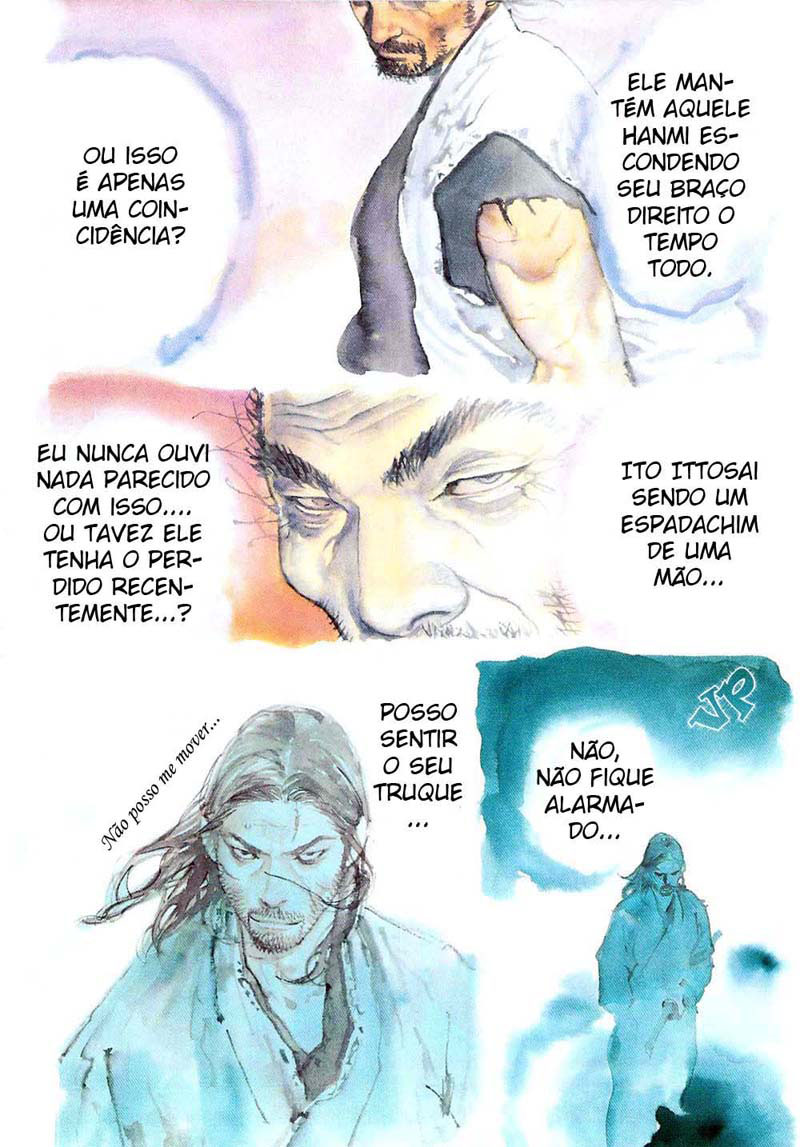 ELE MAN-
TÉM AQUELE
HANMI ES-
CONDENDO
SEU BRAÇO
DIREITO O
TEMPO
TODO.
OU ISSO
É APENAS
UMA COIN-
CIDÊNCIA?
ITO ITTOSAI
SENDO UM
ESPADACHIM
DE UMA
MÃO...
EU NUNCA OUVI
NADA PARECIDO
COM ISSO....
OU TAVEZ ELE
TENHA O PER-
DIDO RECEN-
TEMENTE...?
VP
NÃO,
NÃO FIQUE
ALARMA-
DO...
POSSO
SENTIR
O SEU
TRUQUE
...
Não posso me mover...